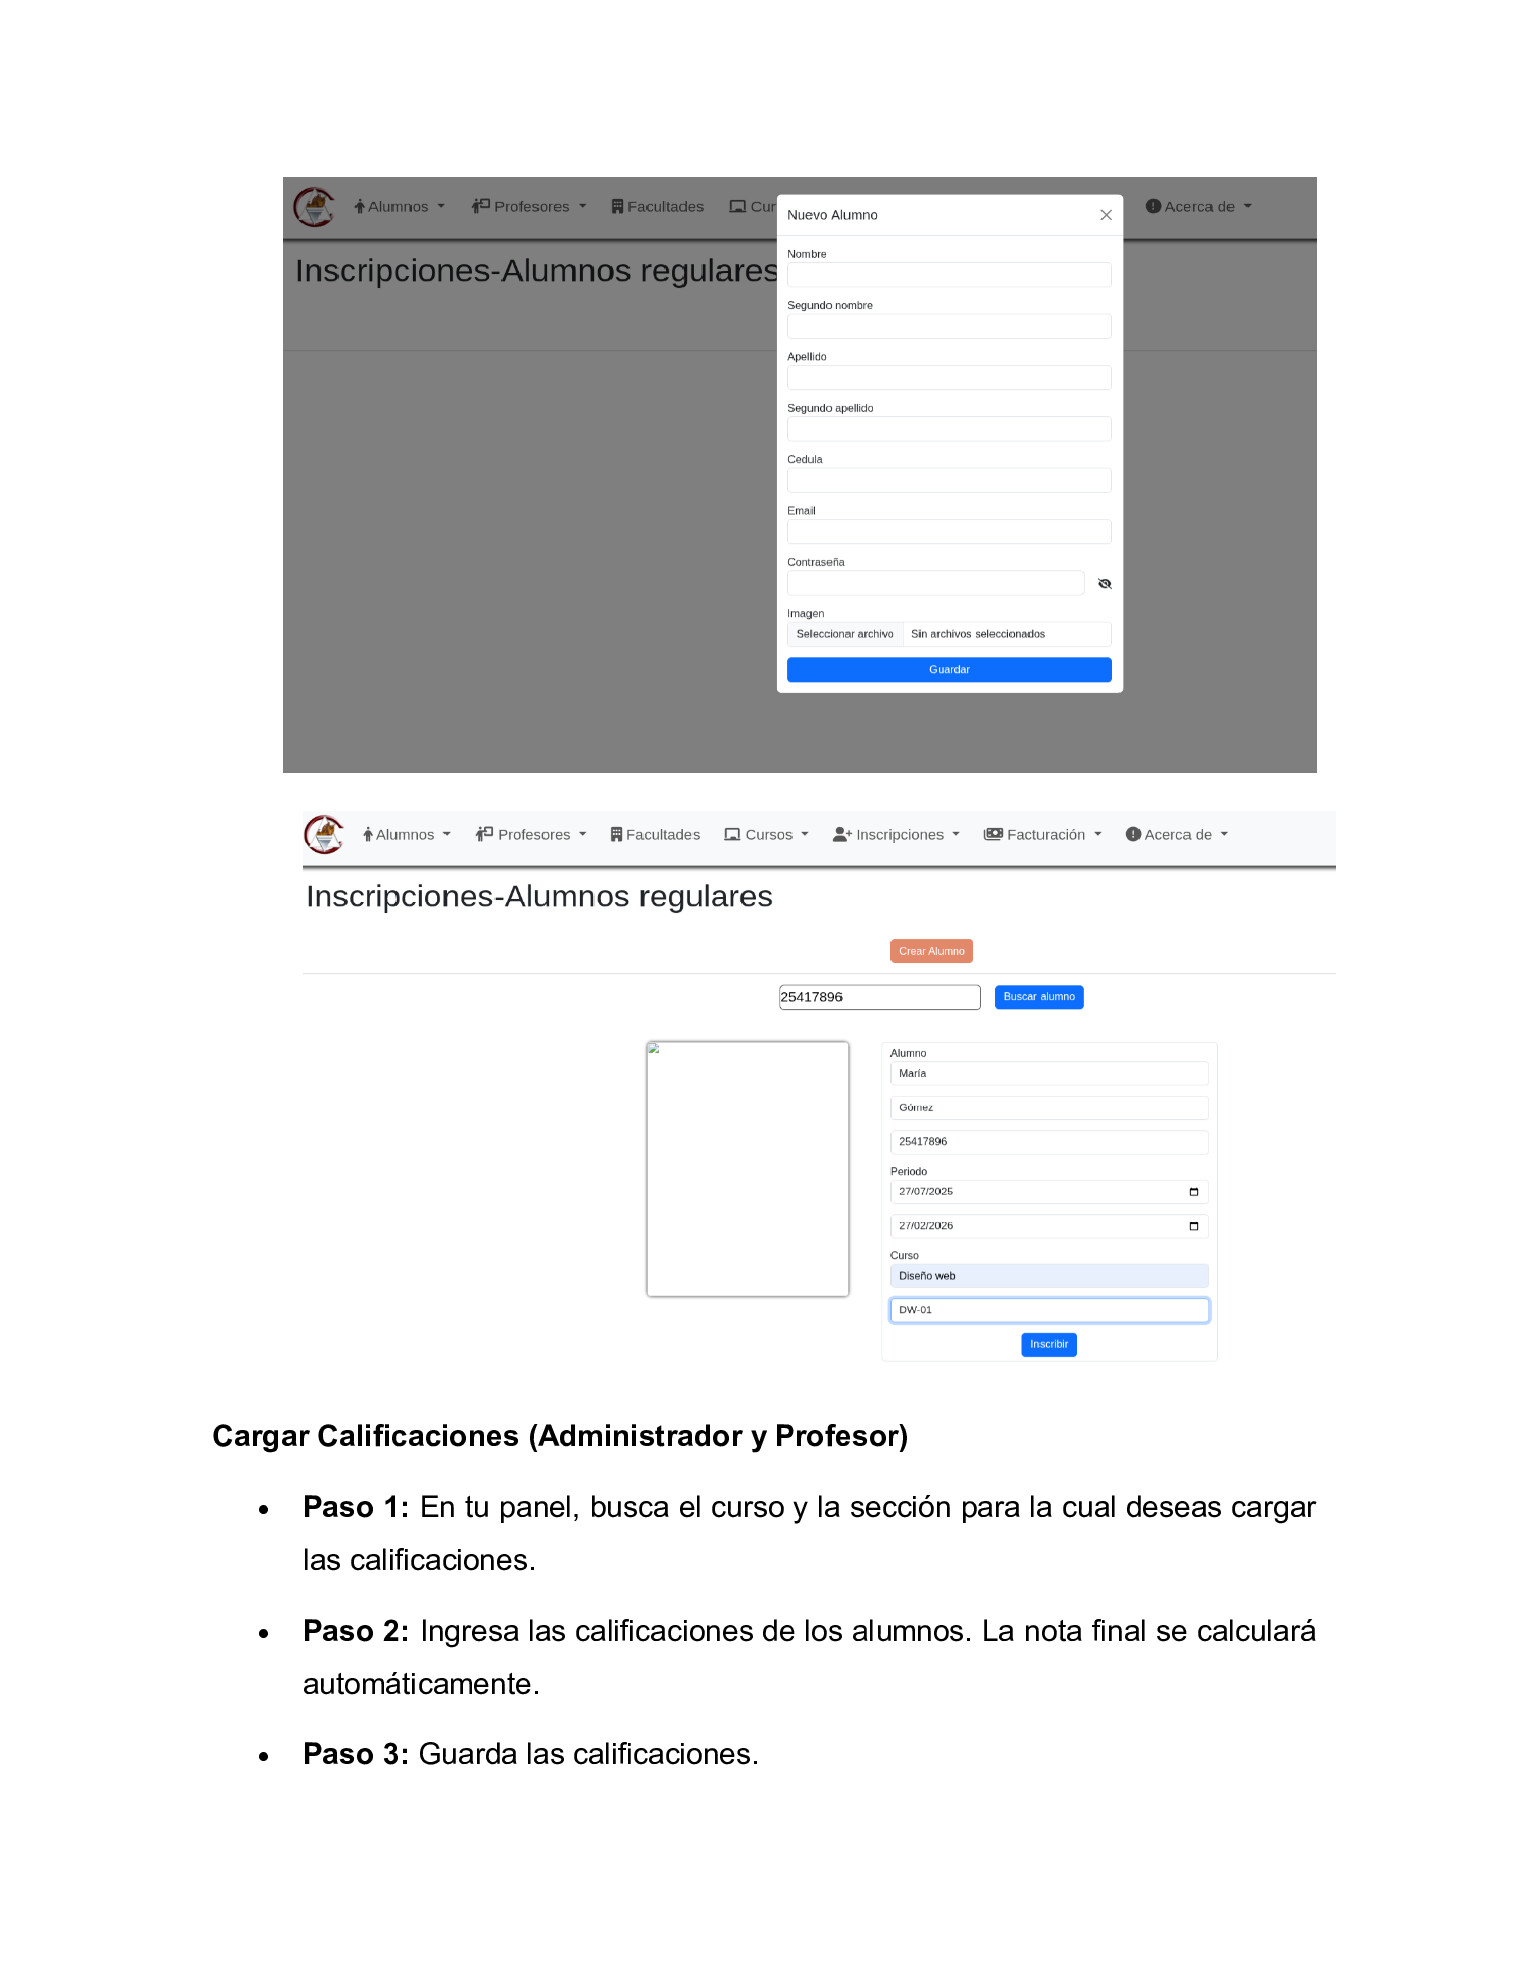 Alumnos Profesores Facultades Cur Acerca de
Nuevo Alumno
Inscripciones-Alumnos regulares
Nombre
Segundo nombre
Apellido
Segundo apellido
Cedula
Email
Contraseña
Imagen
Seleccionar archivo Sin archivos seleccionados
Guardar
Alumnos Profesores Facultades Cursos Inscripciones Facturación Acerca de
Inscripciones-Alumnos regulares
Crear Alumno
25417896 Buscar alumno
Alumno
María
Gómez
25417896
Periodo
27/07/2025
27/02/2026
Curso
Diseño web
DW-01
Inscribir
Cargar Calificaciones (Administrador y Profesor)
• Paso 1: En tu panel, busca el curso y la sección para la cual deseas cargar
las calificaciones.
• Paso 2: Ingresa las calificaciones de los alumnos. La nota final se calculará
automáticamente.
• Paso 3: Guarda las calificaciones.